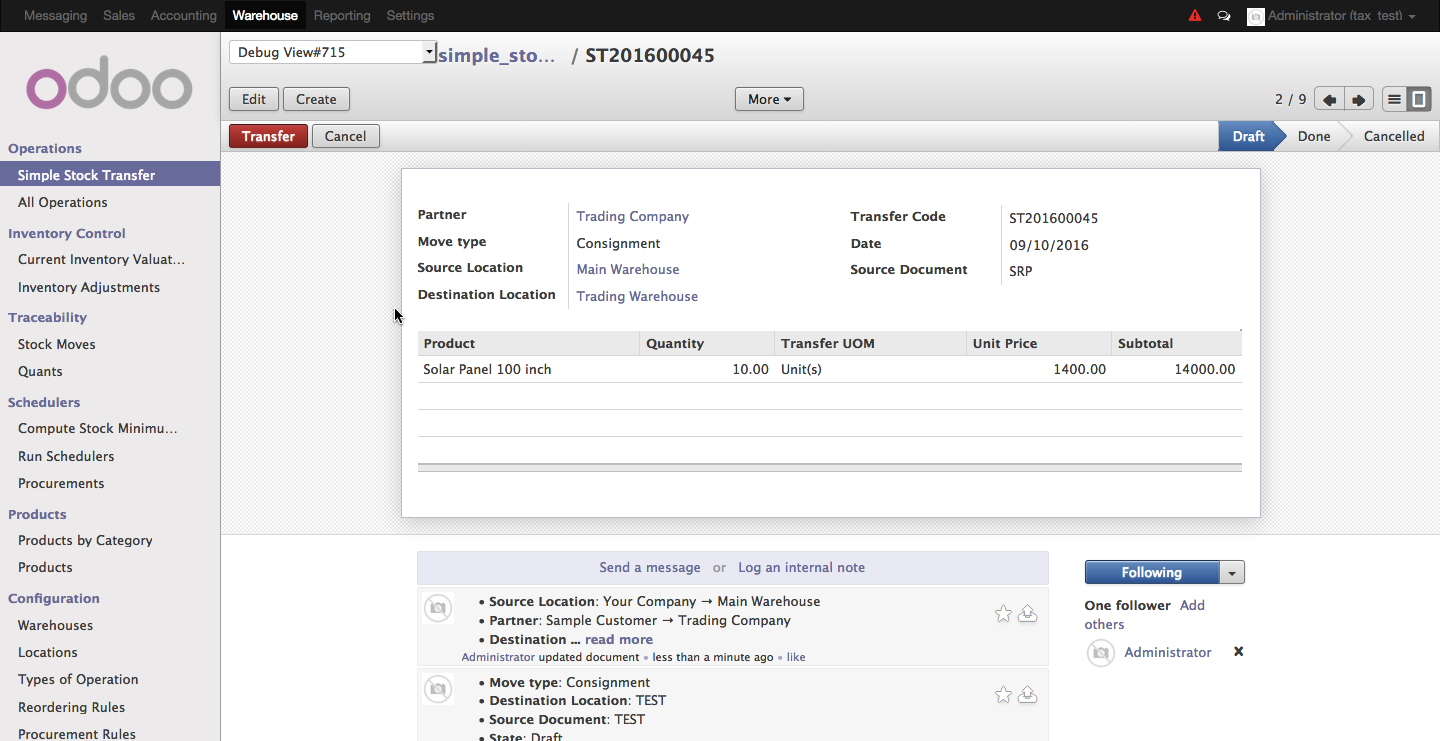 Messaging Sales Accounting Warehouse Reporting Settings Administrator (tax_test)
odoo
Debug View#715 simple_sto... / ST201600045
Edit Create More 2 / 9
Transfer Cancel Draft Done Cancelled
Operations
Simple Stock Transfer
All Operations
Inventory Control
Current Inventory Valuat...
Inventory Adjustments
Traceability
Stock Moves
Quants
Schedulers
Compute Stock Minimu...
Run Schedulers
Procurements
Products
Products by Category
Products
Configuration
Warehouses
Locations
Types of Operation
Reordering Rules
Procurement Rules
Partner Trading Company
Move type Consignment
Source Location Main Warehouse
Destination Location Trading Warehouse
Transfer Code ST201600045
Date 09/10/2016
Source Document SRP
Product Quantity Transfer UOM Unit Price Subtotal
Solar Panel 100 inch 10.00 Unit(s) 1400.00 14000.00
Send a message or Log an internal note
• Source Location: Your Company → Main Warehouse
• Partner: Sample Customer → Trading Company
• Destination ... read more
Administrator updated document • less than a minute ago • like
• Move type: Consignment
• Destination Location: TEST
• Source Document: TEST
• State: Draft
Following
One follower Add
others
Administrator x